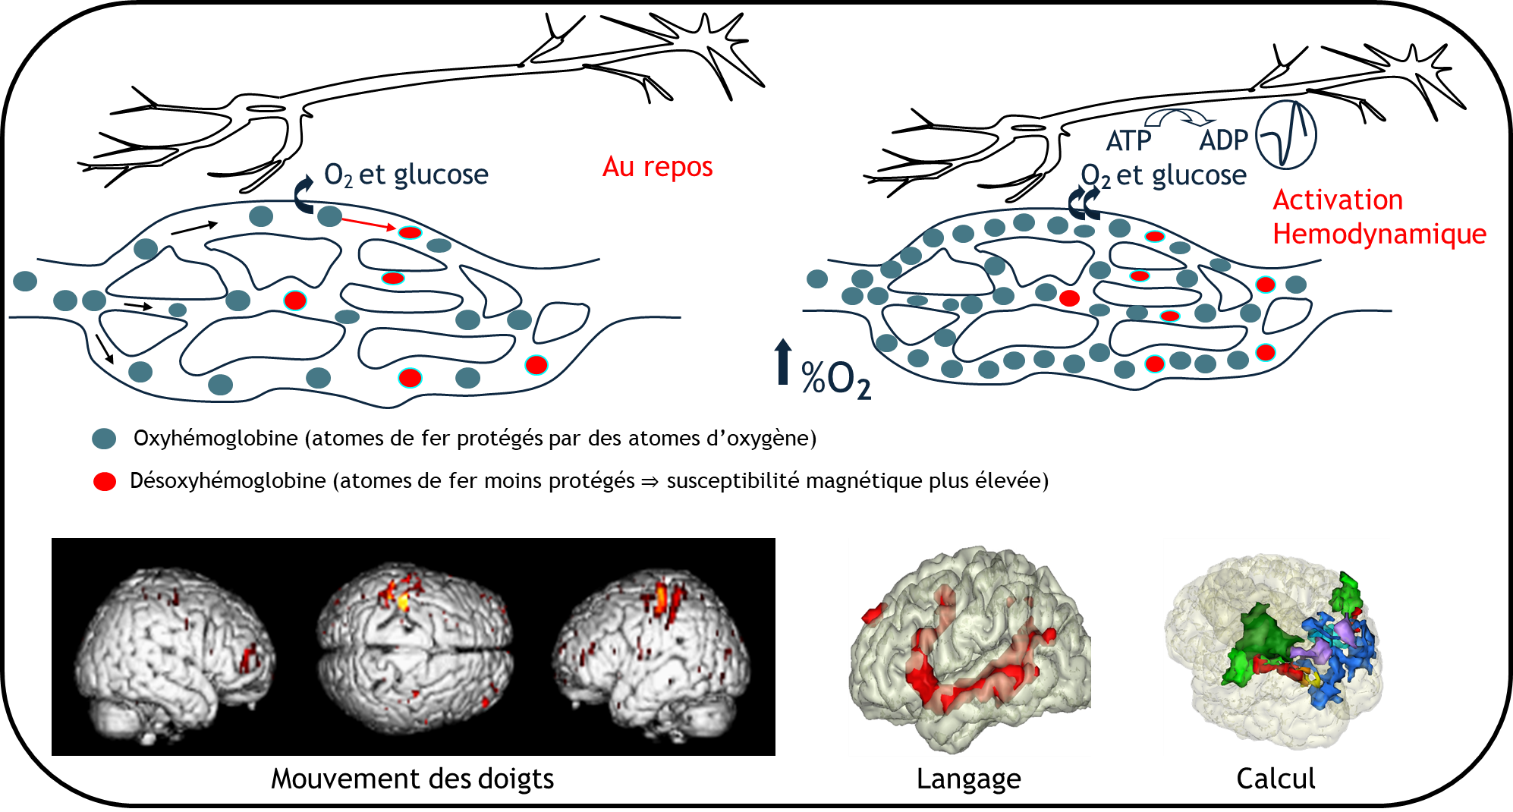 Au repos
O₂ et glucose
ATP
ADP
O₂ et glucose
Activation
Hemodynamique
%O₂
Oxyhémoglobine (atomes de fer protégés par des atomes d’oxygène)
Désoxyhémoglobine (atomes de fer moins protégés ⇒ susceptibilité magnétique plus élevée)
Mouvement des doigts
Langage
Calcul